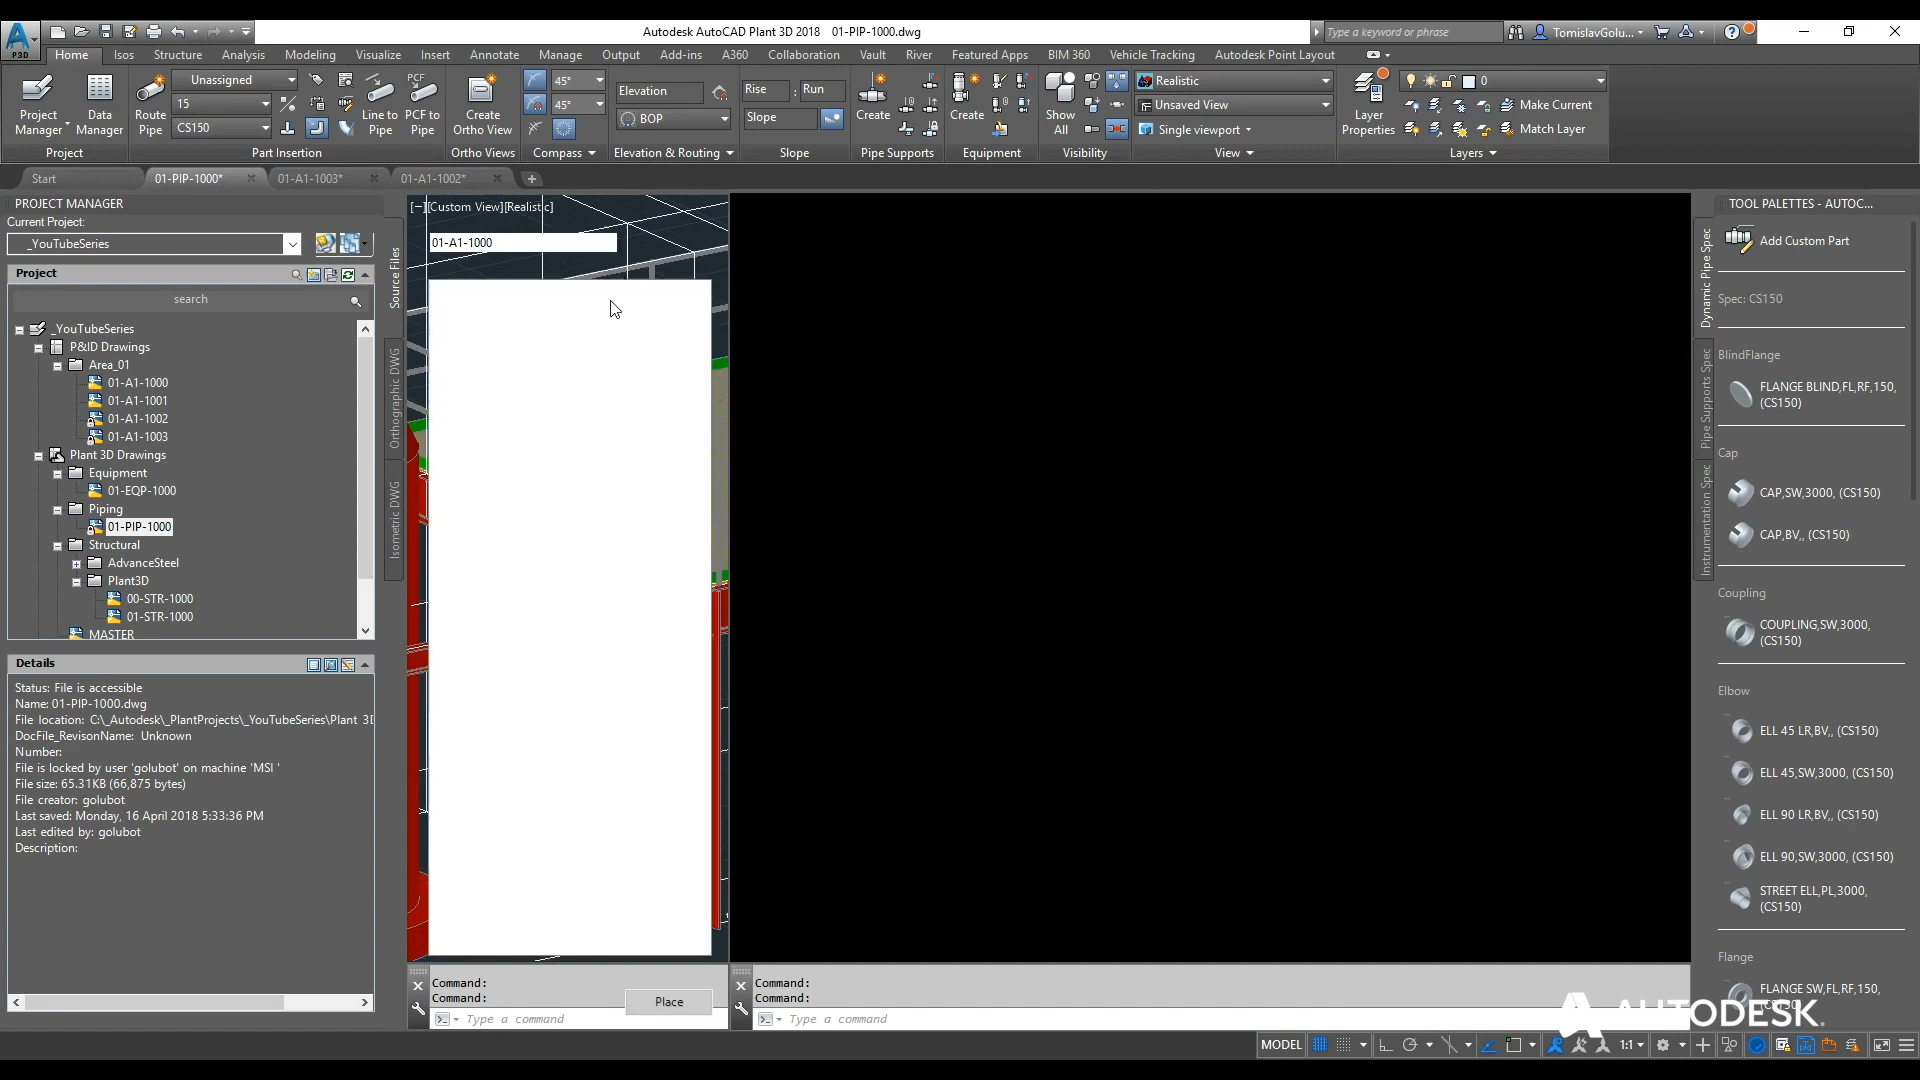 Autodesk AutoCAD Plant 3D 2018 01-PIP-1000.dwg
Type a keyword or phrase
TomislavGolu...
P3D
Home Isos Structure Analysis Modeling Visualize Insert Annotate Manage Output Add-ins A360 Collaboration Vault River Featured Apps BIM 360 Vehicle Tracking Autodesk Point Layout
Project Manager
Data Manager
Project
Route Pipe
Unassigned
15
CS150
Line to Pipe
PCF to Pipe
PCF
Part Insertion
Create Ortho View
Ortho Views
45°
45°
Compass
Elevation
BOP
Elevation & Routing
Rise : Run
Slope
Slope
Create
Pipe Supports
Create
Equipment
Show All
Visibility
Realistic
Unsaved View
Single viewport
View
Layer Properties
0
Make Current
Match Layer
Layers
Start 01-PIP-1000* 01-A1-1003* 01-A1-1002*
PROJECT MANAGER
Current Project:
_YouTubeSeries
Project
search
_YouTubeSeries
P&ID Drawings
Area_01
01-A1-1000
01-A1-1001
01-A1-1002
01-A1-1003
Plant 3D Drawings
Equipment
01-EQP-1000
Piping
01-PIP-1000
Structural
AdvanceSteel
Plant3D
00-STR-1000
01-STR-1000
MASTER
Source Files
Orthographic DWG
Isometric DWG
Details
Status: File is accessible
Name: 01-PIP-1000.dwg
File location: C:\_Autodesk\_PlantProjects\_YouTubeSeries\Plant 3D
DocFile_RevisonName: Unknown
Number:
File is locked by user 'golubot' on machine 'MSI '
File size: 65.31KB (66,875 bytes)
File creator: golubot
Last saved: Monday, 16 April 2018 5:33:36 PM
Last edited by: golubot
Description:
[−][Custom View][Realistic]
01-A1-1000
Command:
Command:
Place
Type a command
Command:
Command:
Type a command
TOOL PALETTES - AUTOC...
Dynamic Pipe Spec
Pipe Supports Spec
Instrumentation Spec
Add Custom Part
Spec: CS150
BlindFlange
FLANGE BLIND,FL,RF,150, (CS150)
Cap
CAP,SW,3000, (CS150)
CAP,BV,, (CS150)
Coupling
COUPLING,SW,3000, (CS150)
Elbow
ELL 45 LR,BV,, (CS150)
ELL 45,SW,3000, (CS150)
ELL 90 LR,BV,, (CS150)
ELL 90,SW,3000, (CS150)
STREET ELL,PL,3000, (CS150)
Flange
FLANGE SW,FL,RF,150,
AUTODESK.
MODEL
1:1